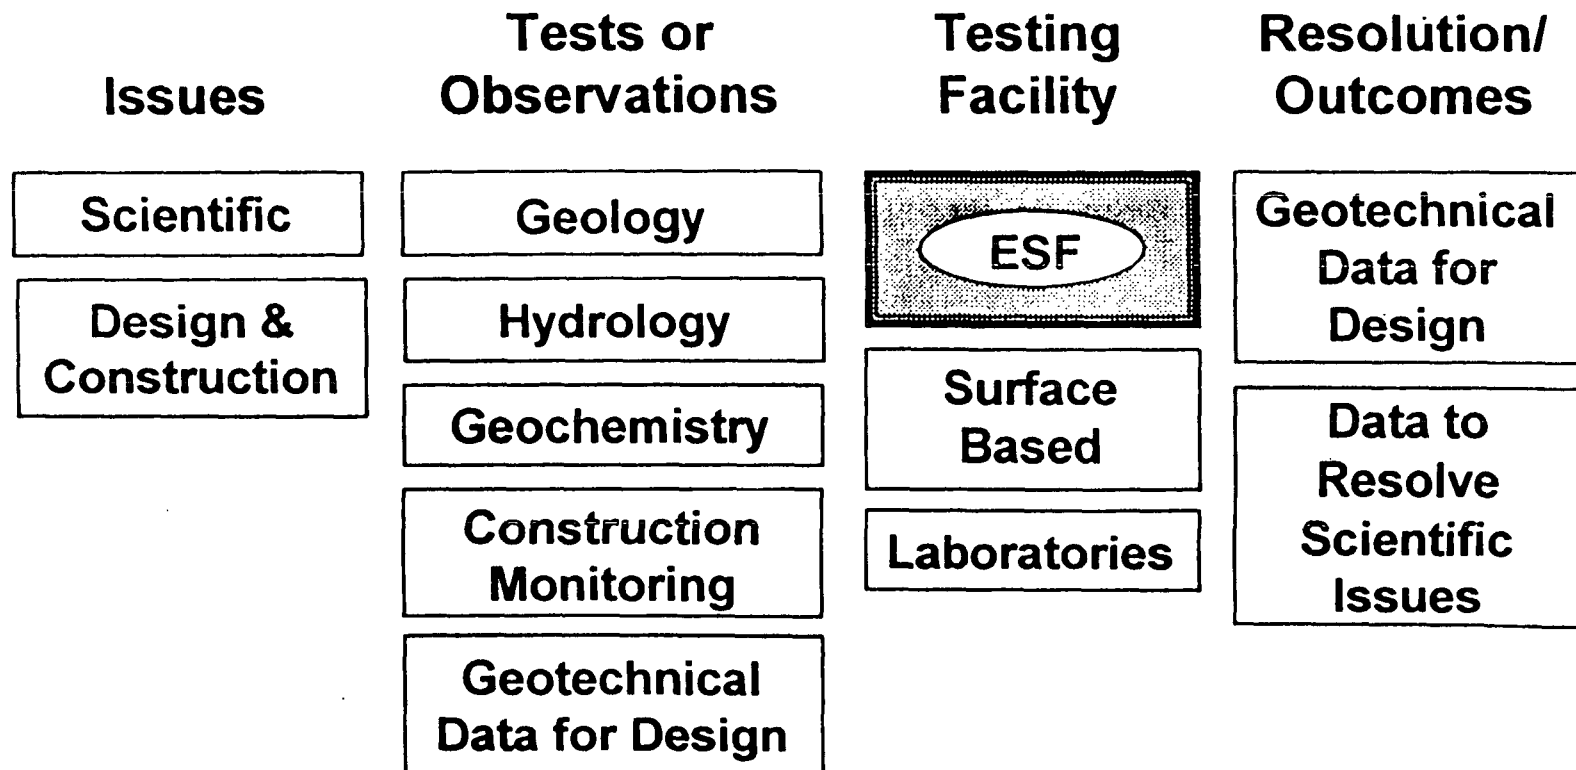 Issues
Tests or
Observations
Testing
Facility
Resolution/
Outcomes
Scientific
Design &
Construction
Geology
Hydrology
Geochemistry
Construction
Monitoring
Geotechnical
Data for Design
ESF
Surface
Based
Laboratories
Geotechnical
Data for
Design
Data to
Resolve
Scientific
Issues